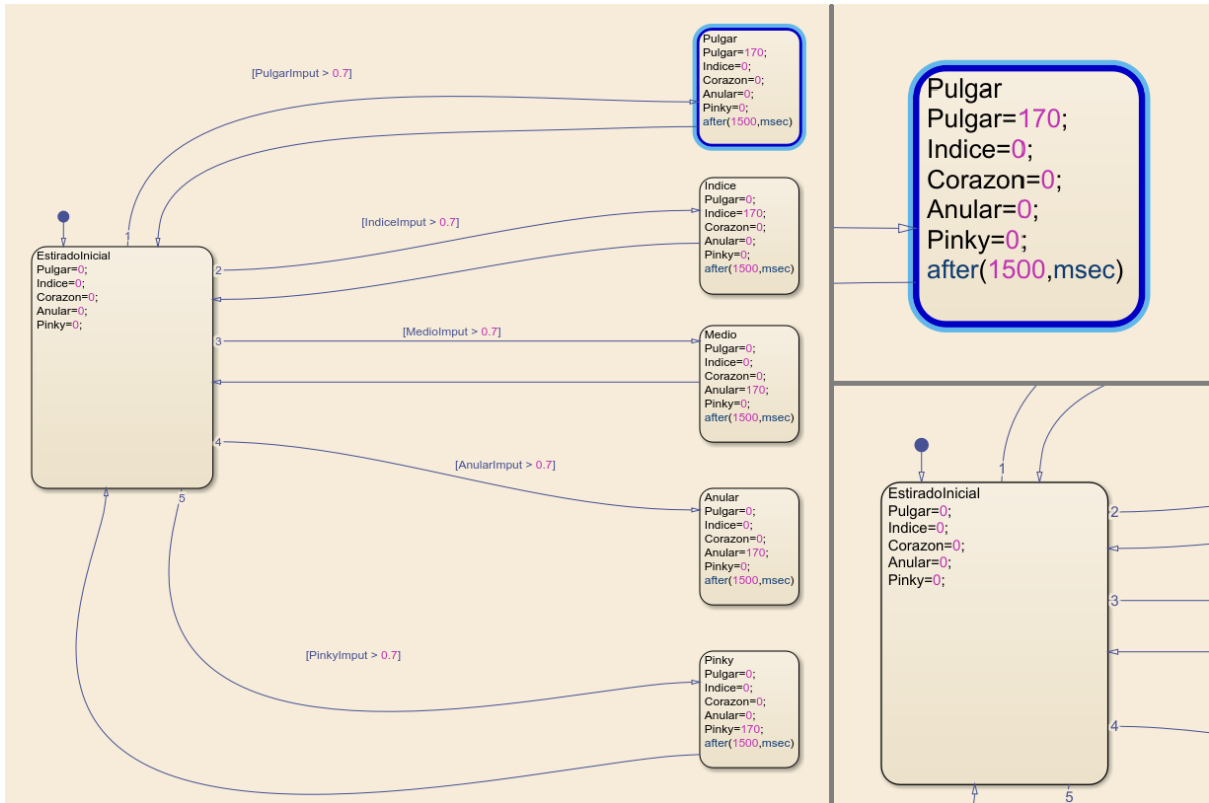 [PulgarImput > 0.7]
Pulgar
Pulgar=170;
Indice=0;
Corazon=0;
Anular=0;
Pinky=0;
after(1500,msec)
[IndiceImput > 0.7]
Indice
Pulgar=0;
Indice=170;
Corazon=0;
Anular=0;
Pinky=0;
after(1500,msec)
1
EstiradoInicial
Pulgar=0;
Indice=0;
Corazon=0;
Anular=0;
Pinky=0;
2
3
4
5
[MedioImput > 0.7]
Medio
Pulgar=0;
Indice=0;
Corazon=0;
Anular=170;
Pinky=0;
after(1500,msec)
[AnularImput > 0.7]
Anular
Pulgar=0;
Indice=0;
Corazon=0;
Anular=170;
Pinky=0;
after(1500,msec)
[PinkyImput > 0.7]
Pinky
Pulgar=0;
Indice=0;
Corazon=0;
Anular=0;
Pinky=170;
after(1500,msec)
Pulgar
Pulgar=170;
Indice=0;
Corazon=0;
Anular=0;
Pinky=0;
after(1500,msec)
1
EstiradoInicial
Pulgar=0;
Indice=0;
Corazon=0;
Anular=0;
Pinky=0;
2
3
4
5